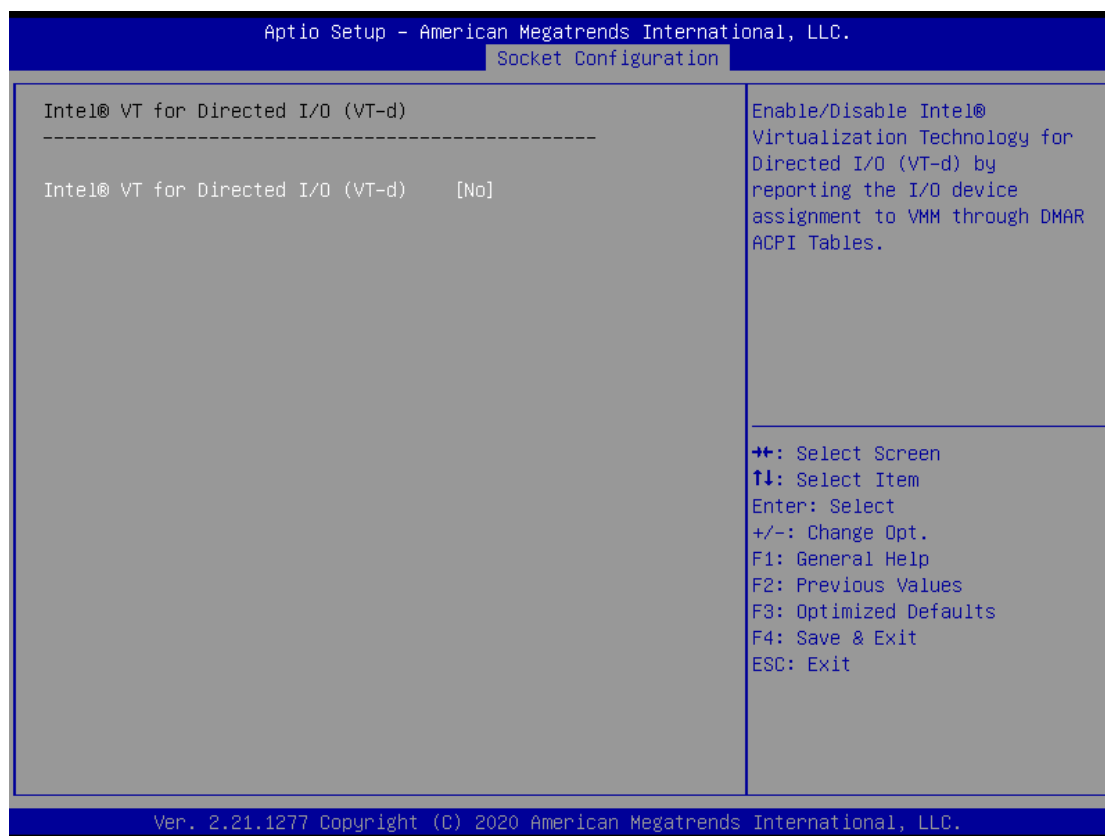 Aptio Setup – American Megatrends International, LLC.
Socket Configuration
Intel® VT for Directed I/O (VT-d)
--------------------------------------------------
Intel® VT for Directed I/O (VT-d) [No]
Enable/Disable Intel®
Virtualization Technology for
Directed I/O (VT-d) by
reporting the I/O device
assignment to VMM through DMAR
ACPI Tables.
→←: Select Screen
↑↓: Select Item
Enter: Select
+/-: Change Opt.
F1: General Help
F2: Previous Values
F3: Optimized Defaults
F4: Save & Exit
ESC: Exit
Ver. 2.21.1277 Copyright (C) 2020 American Megatrends International, LLC.